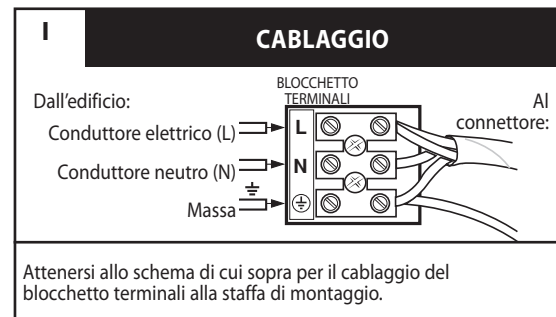 I
CABLAGGIO
BLOCCHETTO
TERMINALI
Dall'edificio:
Al
connettore:
Conduttore elettrico (L)
L
Conduttore neutro (N)
N
Massa
Attenersi allo schema di cui sopra per il cablaggio del
blocchetto terminali alla staffa di montaggio.